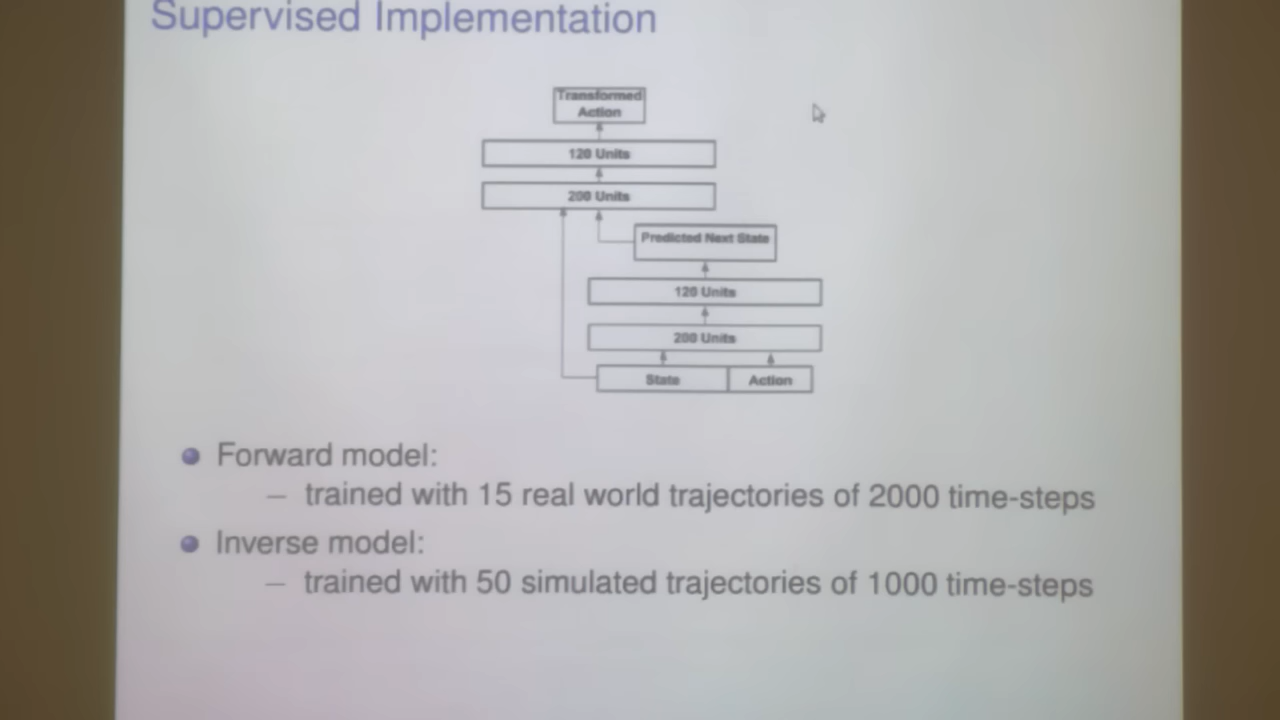 Supervised Implementation
Transformed
Action
120 Units
200 Units
Predicted Next State
120 Units
200 Units
State
Action
Forward model:
– trained with 15 real world trajectories of 2000 time-steps
Inverse model:
– trained with 50 simulated trajectories of 1000 time-steps